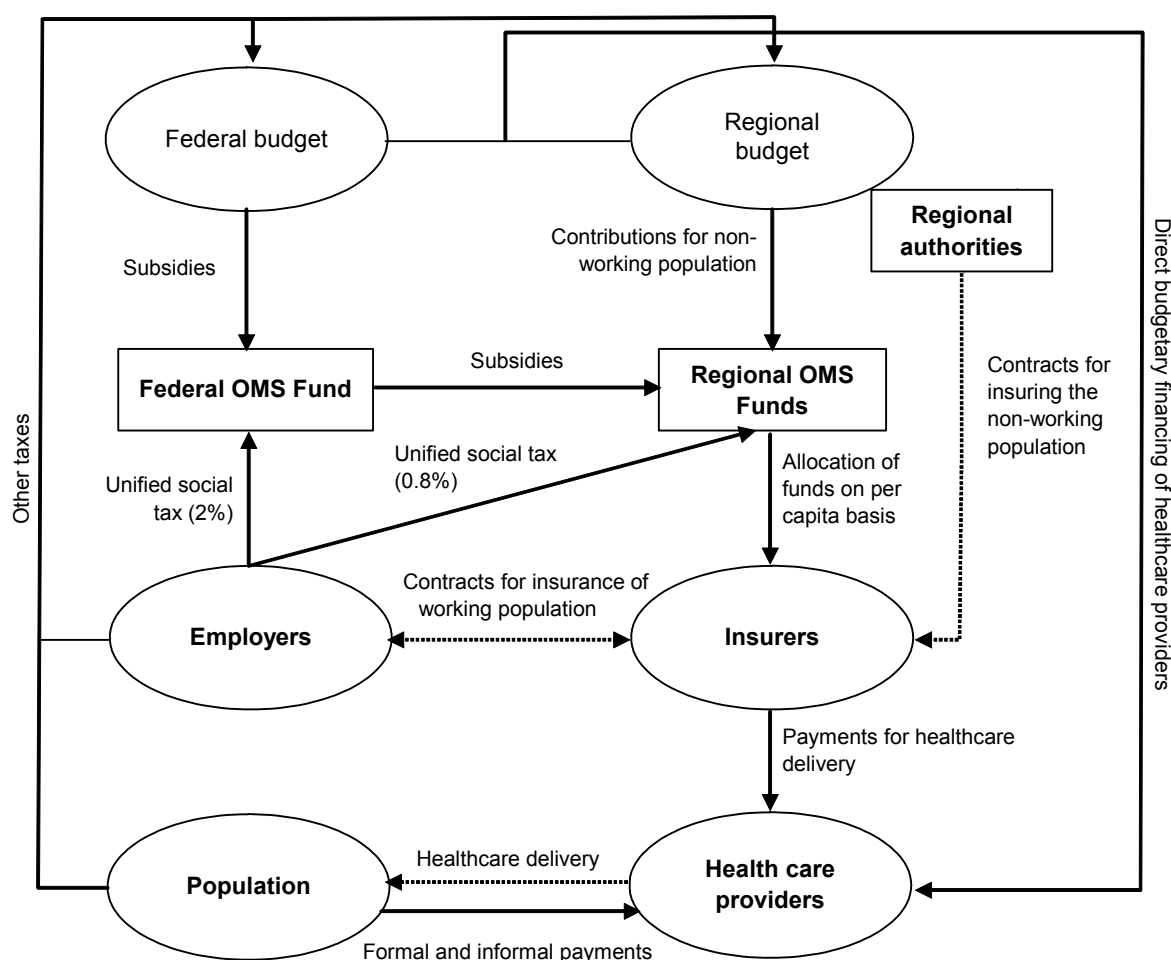 Federal budget
Regional
budget
Regional
authorities
Subsidies
Contributions for non-
working population
Direct budgetary financing of healthcare providers
Federal OMS Fund
Subsidies
Regional OMS
Funds
Contracts for
insuring the
non-working
population
Other taxes
Unified social
tax (2%)
Unified social tax
(0.8%)
Allocation of
funds on per
capita basis
Employers
Contracts for insurance of
working population
Insurers
Payments for healthcare
delivery
Population
Healthcare delivery
Health care
providers
Formal and informal payments